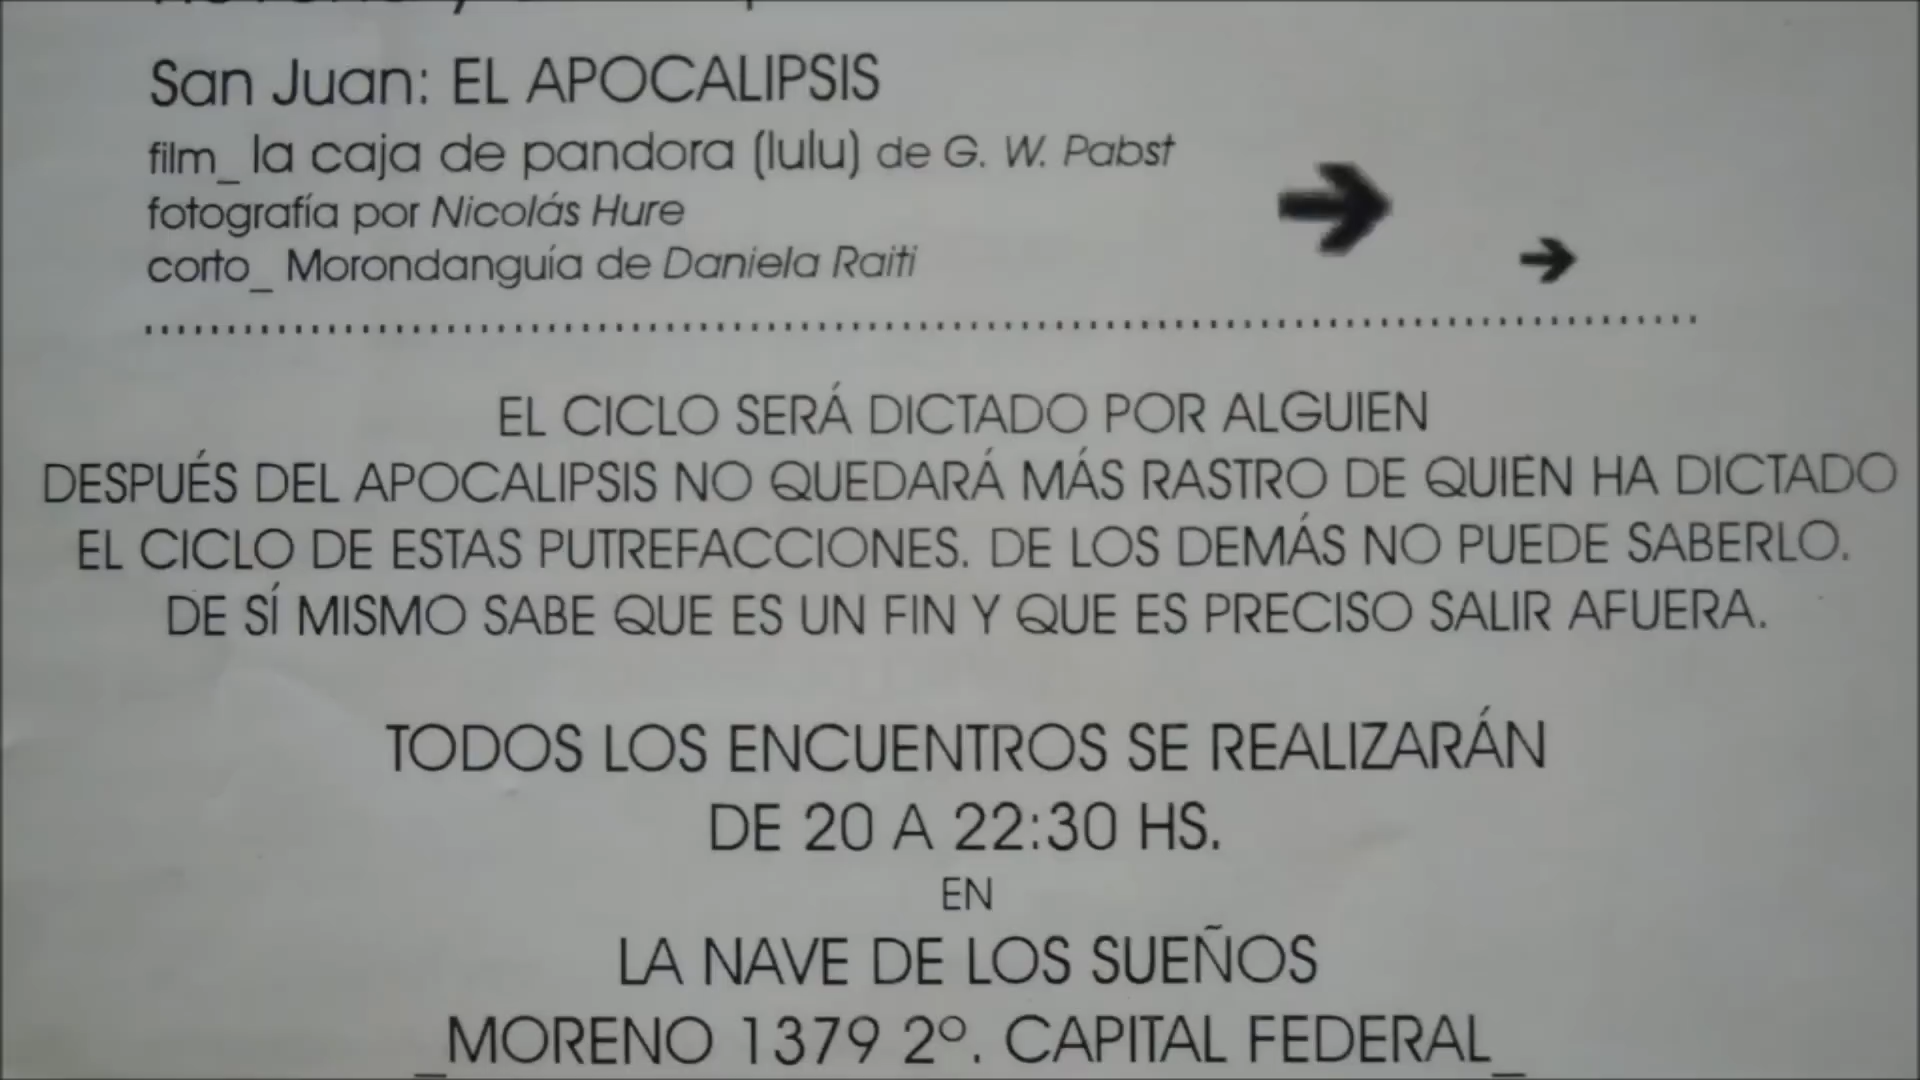 San Juan: EL APOCALIPSIS
film_ la caja de pandora (lulu) de G. W. Pabst
fotografía por Nicolás Hure
corto_ Morondanguía de Daniela Raiti
EL CICLO SERÁ DICTADO POR ALGUIEN
DESPUÉS DEL APOCALIPSIS NO QUEDARÁ MÁS RASTRO DE QUIEN HA DICTADO
EL CICLO DE ESTAS PUTREFACCIONES. DE LOS DEMÁS NO PUEDE SABERLO.
DE SÍ MISMO SABE QUE ES UN FIN Y QUE ES PRECISO SALIR AFUERA.
TODOS LOS ENCUENTROS SE REALIZARÁN
DE 20 A 22:30 HS.
EN
LA NAVE DE LOS SUEÑOS
_MORENO 1379 2º. CAPITAL FEDERAL_